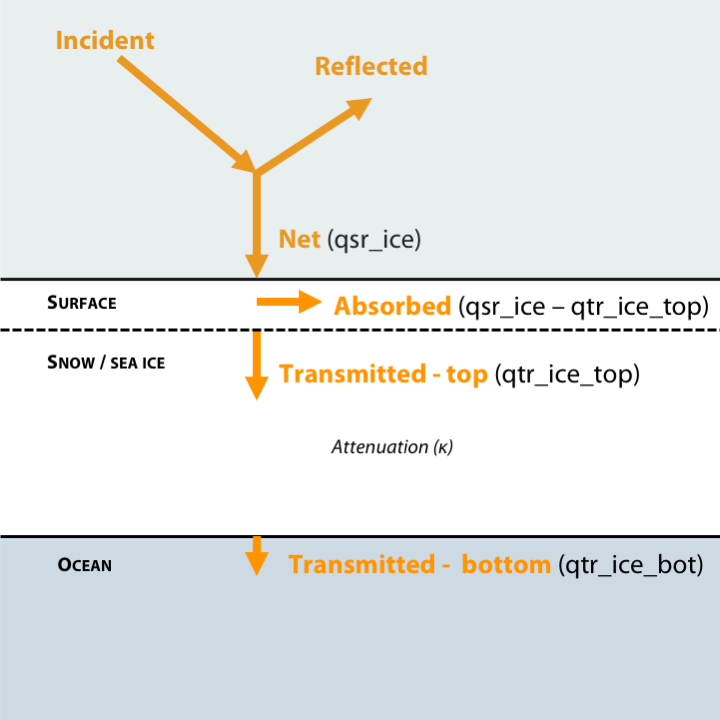 Incident
Reflected
Net (qsr_ice)
SURFACE
Absorbed (qsr_ice – qtr_ice_top)
SNOW / SEA ICE
Transmitted - top (qtr_ice_top)
Attenuation (κ)
OCEAN
Transmitted - bottom (qtr_ice_bot)